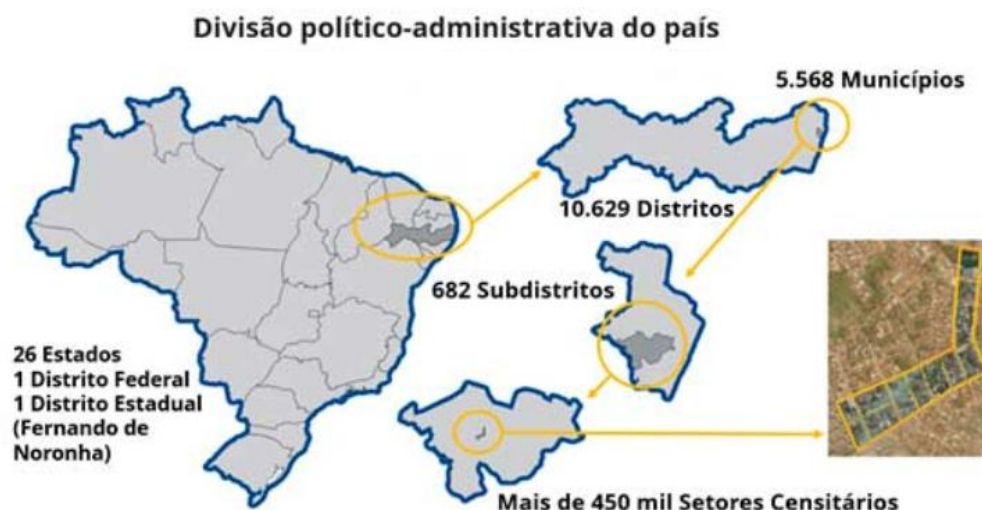 Divisão político-administrativa do país
5.568 Municípios
10.629 Distritos
682 Subdistritos
26 Estados
1 Distrito Federal
1 Distrito Estadual
(Fernando de
Noronha)
Mais de 450 mil Setores Censitários